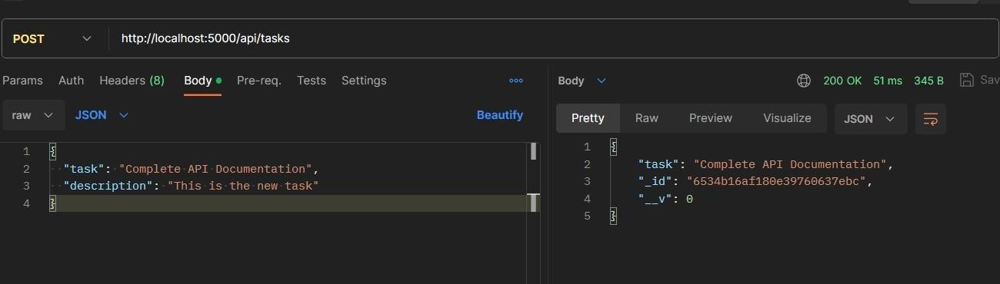 POST http://localhost:5000/api/tasks
Params Auth Headers (8) Body Pre-req. Tests Settings
Body 200 OK 51 ms 345 B Sav
raw JSON Beautify
Pretty Raw Preview Visualize JSON
1 {
2 "task": "Complete API Documentation",
3 "description": "This is the new task"
4 }
1 {
2 "task": "Complete API Documentation",
3 "_id": "6534b16af180e39760637ebc",
4 "__v": 0
5 }